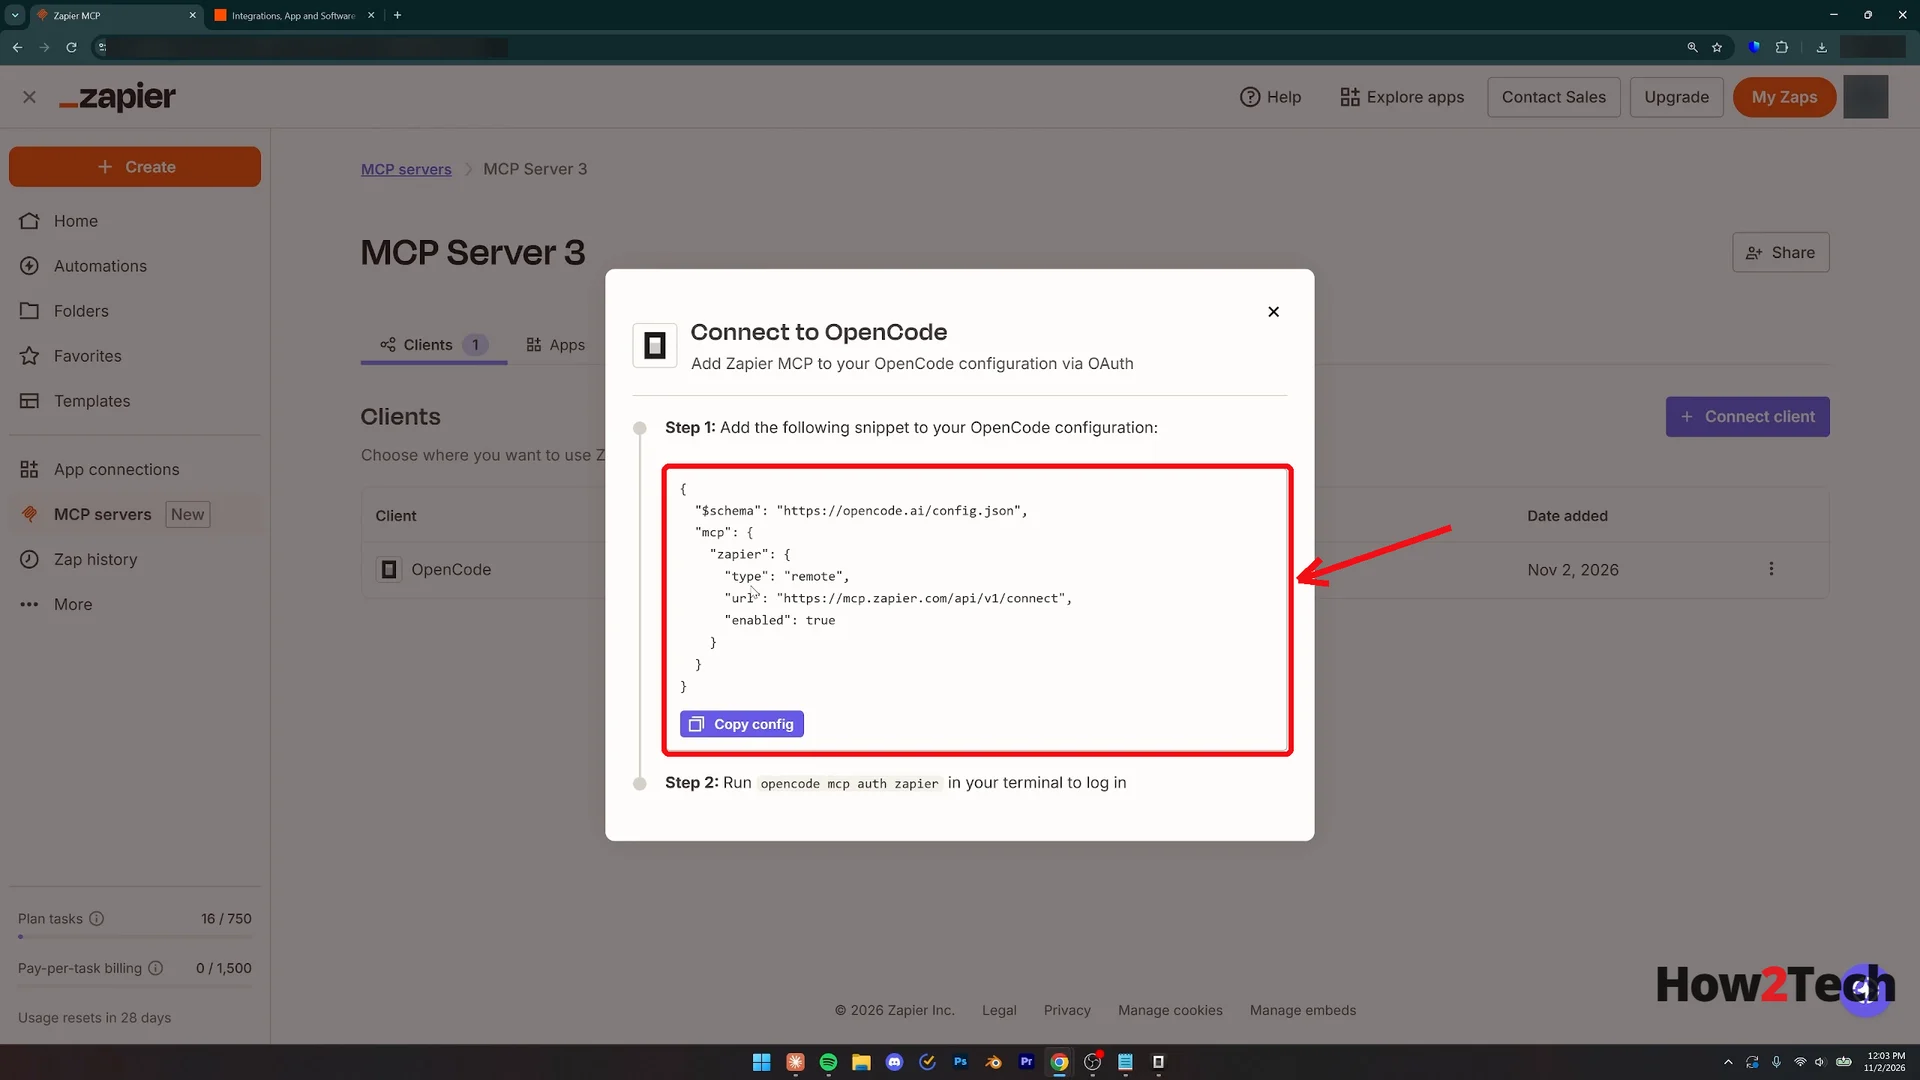 Zapier MCP
Integrations, App and Software
zapier
Help
Explore apps
Contact Sales
Upgrade
My Zaps
Create
Home
Automations
Folders
Favorites
Templates
App connections
MCP servers New
Zap history
More
Plan tasks 16 / 750
Pay-per-task billing 0 / 1,500
Usage resets in 28 days
MCP servers MCP Server 3
MCP Server 3
Share
Clients 1
Apps
Clients
Connect client
Choose where you want to use Z
Client
Date added
OpenCode
Nov 2, 2026
Connect to OpenCode
Add Zapier MCP to your OpenCode configuration via OAuth
Step 1: Add the following snippet to your OpenCode configuration:
{
"$schema": "https://opencode.ai/config.json",
"mcp": {
"zapier": {
"type": "remote",
"url": "https://mcp.zapier.com/api/v1/connect",
"enabled": true
}
}
}
Copy config
Step 2: Run opencode mcp auth zapier in your terminal to log in
© 2026 Zapier Inc.
Legal
Privacy
Manage cookies
Manage embeds
How2Tech
Ps
Pr
12:03 PM
11/2/2026